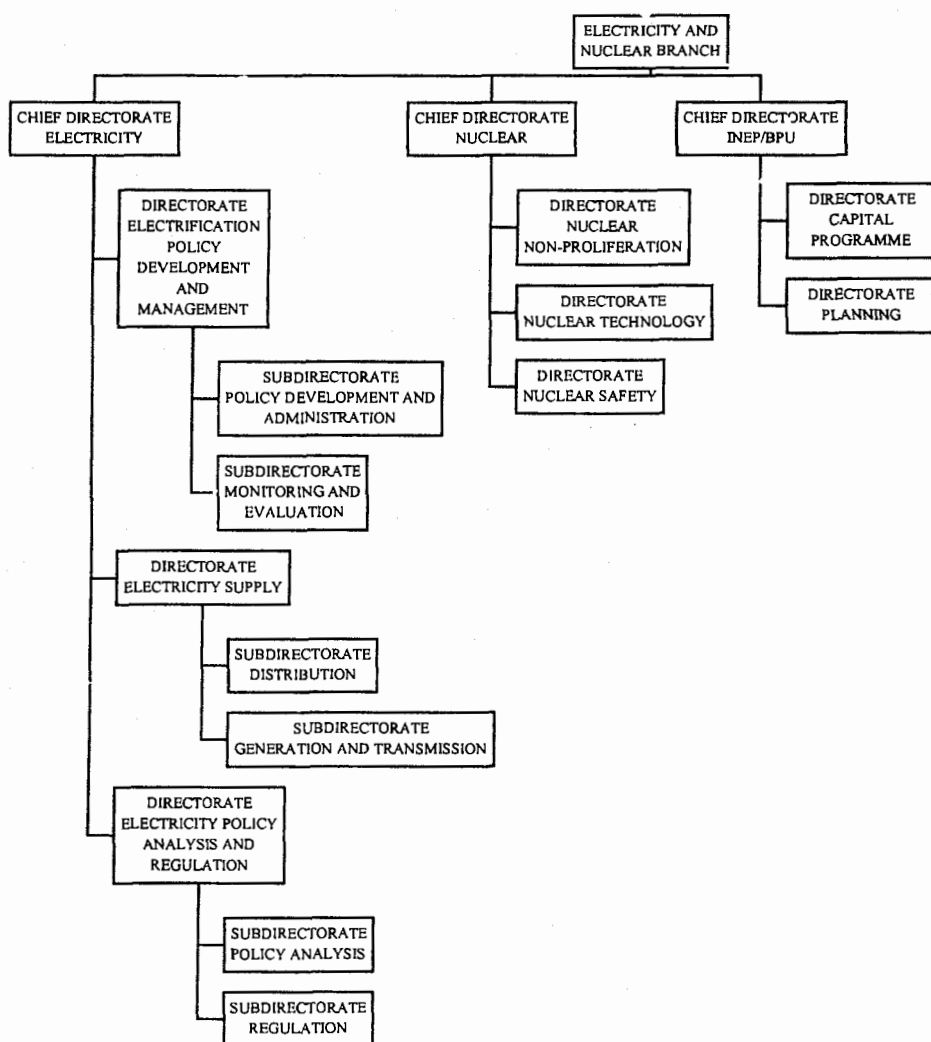 ELECTRICITY AND
NUCLEAR BRANCH
CHIEF DIRECTORATE
ELECTRICITY
CHIEF DIRECTORATE
NUCLEAR
CHIEF DIRECTORATE
INEP/BPU
DIRECTORATE
ELECTRIFICATION
POLICY
DEVELOPMENT
AND
MANAGEMENT
SUBDIRECTORATE
POLICY DEVELOPMENT AND
ADMINISTRATION
SUBDIRECTORATE
MONITORING AND
EVALUATION
DIRECTORATE
ELECTRICITY SUPPLY
SUBDIRECTORATE
DISTRIBUTION
SUBDIRECTORATE
GENERATION AND TRANSMISSION
DIRECTORATE
ELECTRICITY POLICY
ANALYSIS AND
REGULATION
SUBDIRECTORATE
POLICY ANALYSIS
SUBDIRECTORATE
REGULATION
DIRECTORATE
NUCLEAR
NON-PROLIFERATION
DIRECTORATE
NUCLEAR TECHNOLOGY
DIRECTORATE
NUCLEAR SAFETY
DIRECTORATE
CAPITAL
PROGRAMME
DIRECTORATE
PLANNING